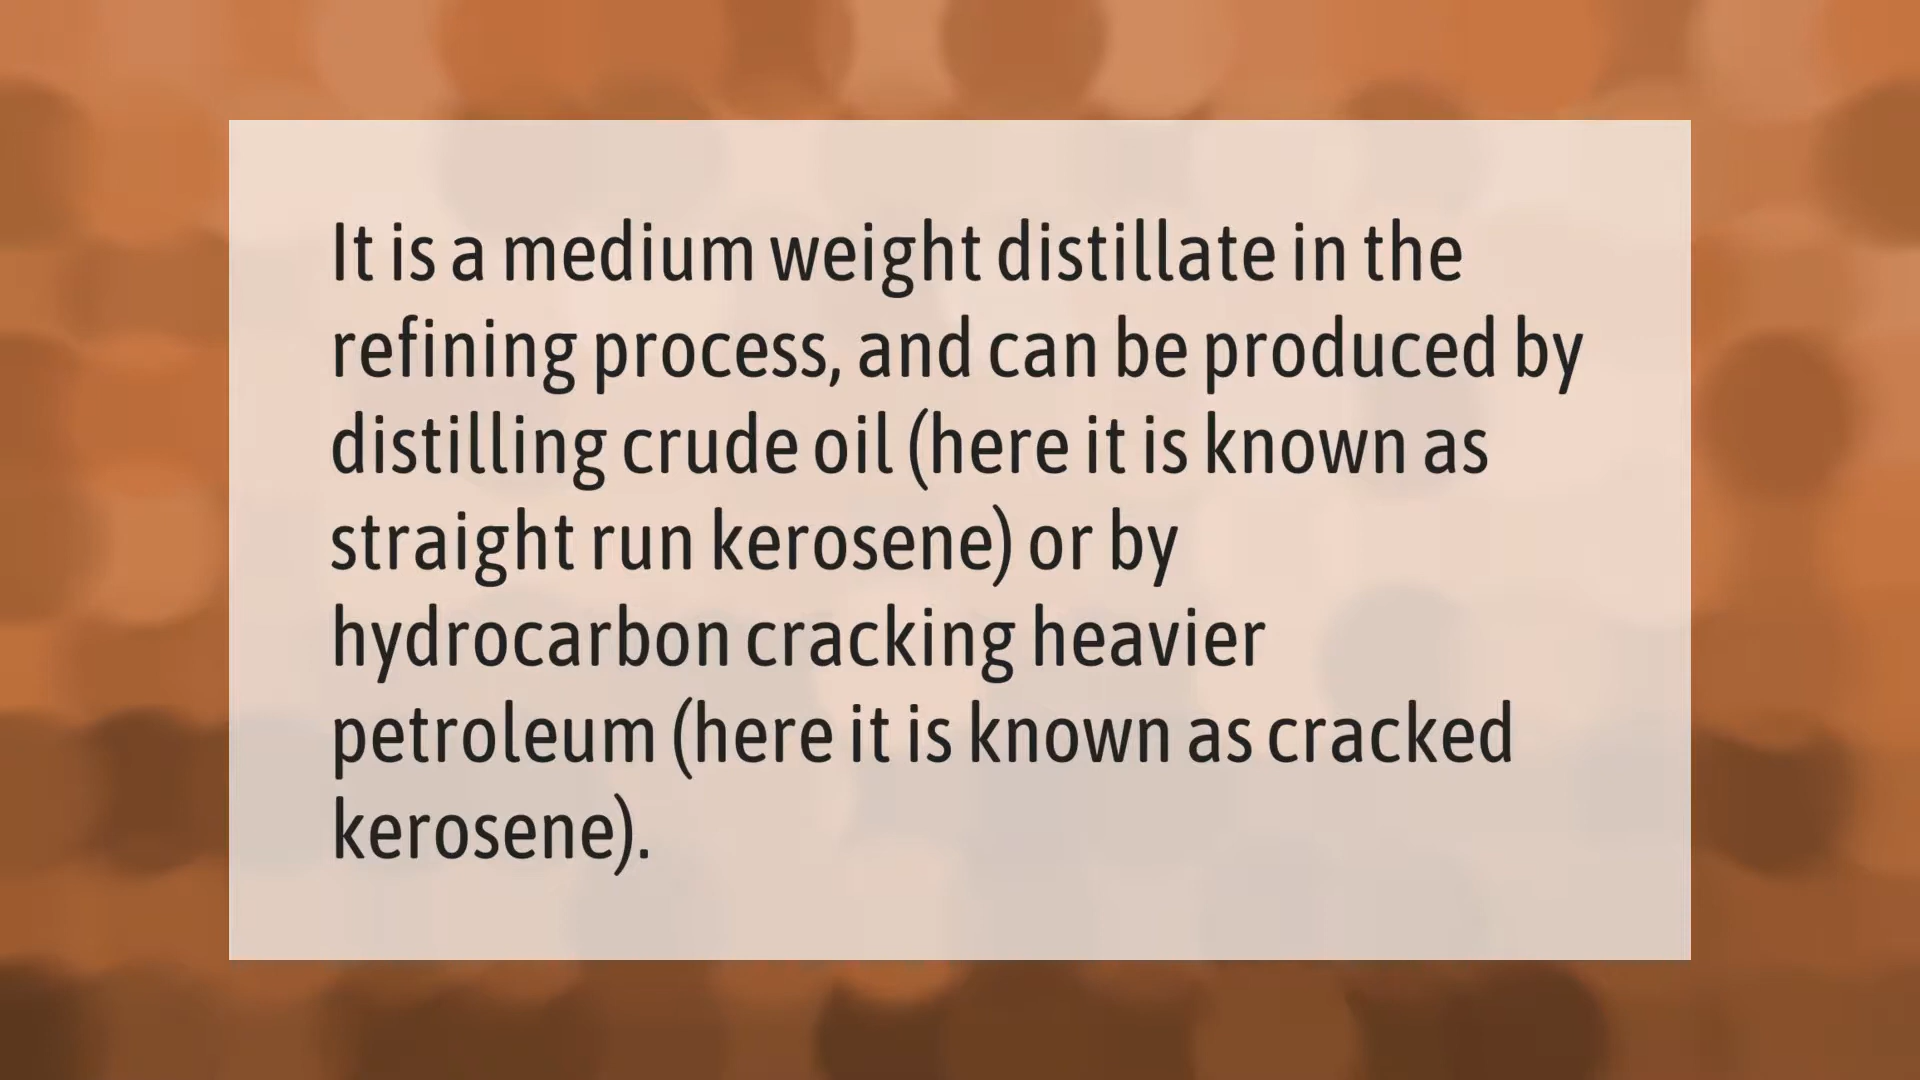 It is a medium weight distillate in the
refining process, and can be produced by
distilling crude oil (here it is known as
straight run kerosene) or by
hydrocarbon cracking heavier
petroleum (here it is known as cracked
kerosene).